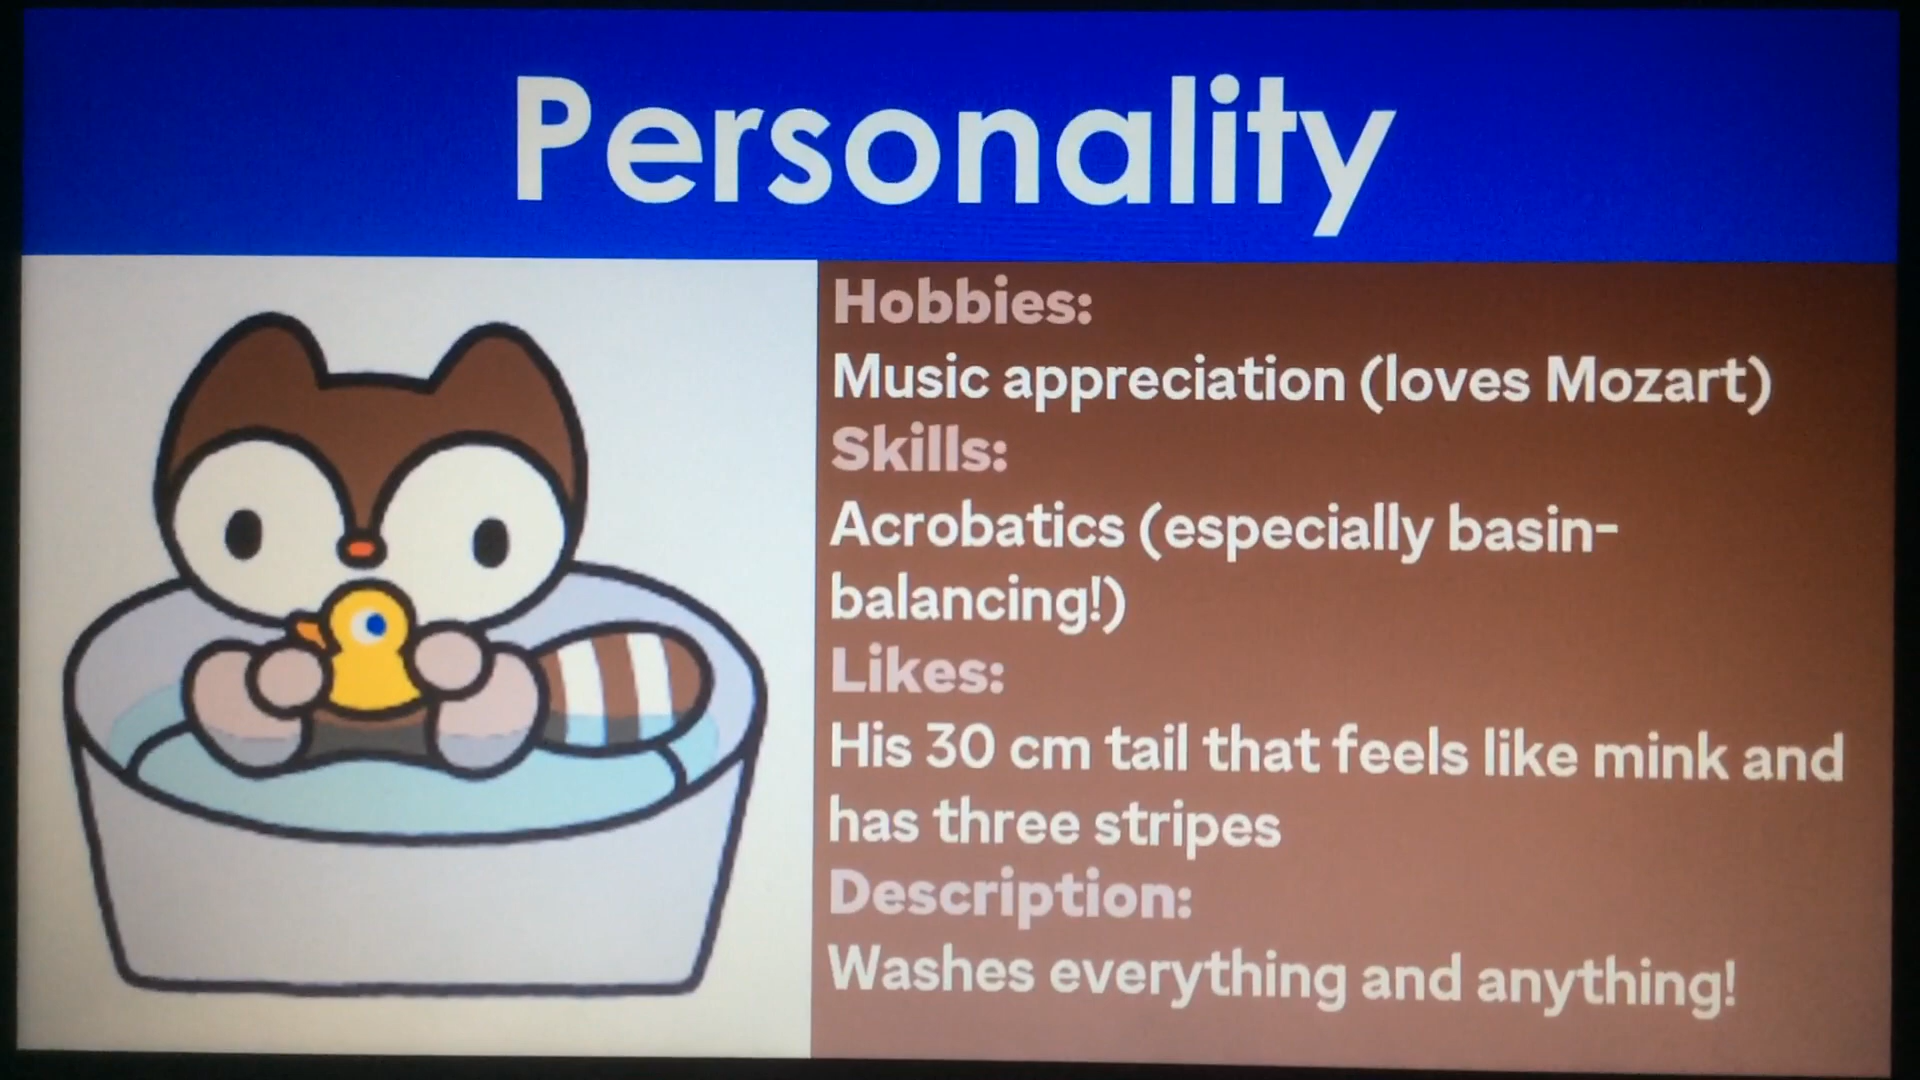 Personality
Hobbies:
Music appreciation (loves Mozart)
Skills:
Acrobatics (especially basin-
balancing!)
Likes:
His 30 cm tail that feels like mink and
has three stripes
Description:
Washes everything and anything!